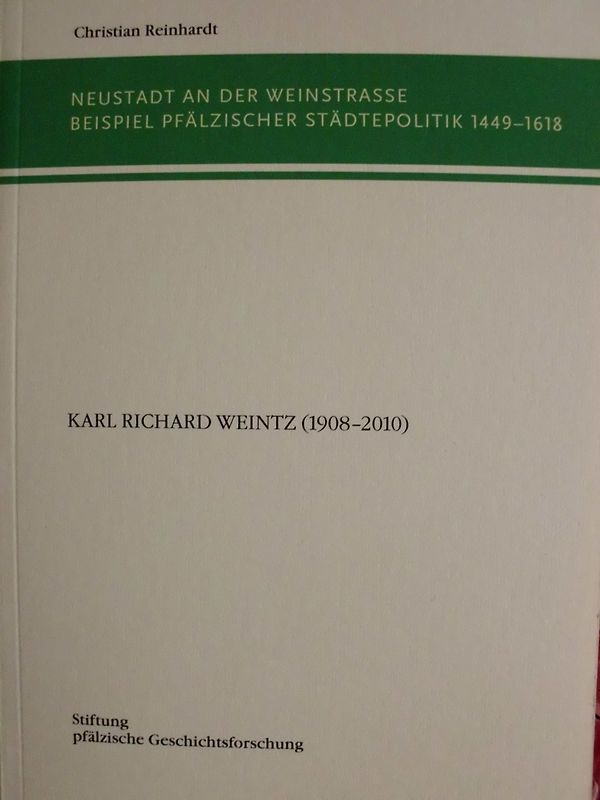 Christian Reinhardt
NEUSTADT AN DER WEINSTRASSE
BEISPIEL PFÄLZISCHER STÄDTEPOLITIK 1449–1618
KARL RICHARD WEINTZ (1908–2010)
Stiftung
pfälzische Geschichtsforschung